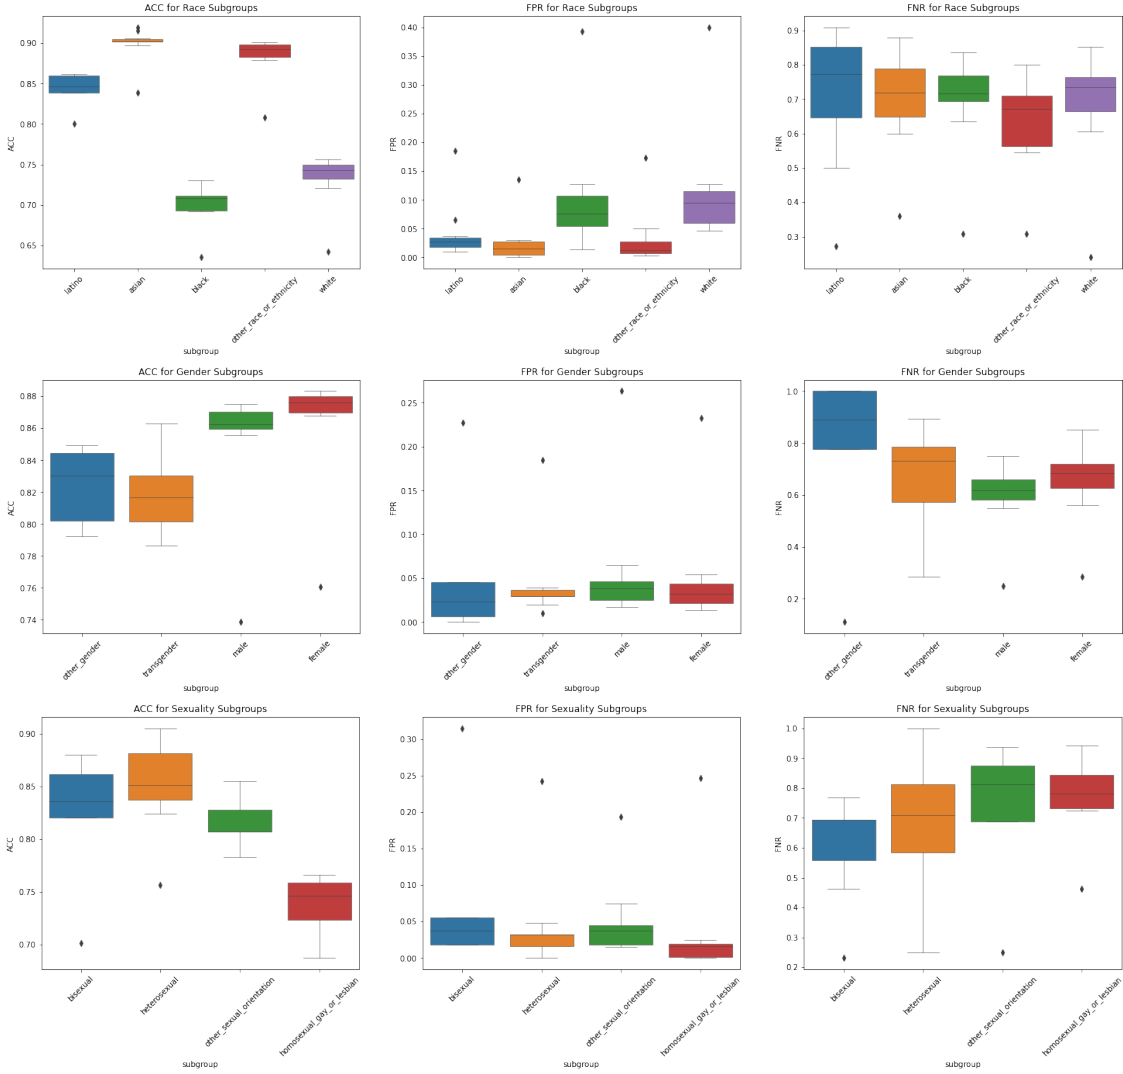 ACC for Race Subgroups
ACC
0.90
0.85
0.80
0.75
0.70
0.65
latino
asian
black
other_race_or_ethnicity
white
subgroup
FPR for Race Subgroups
FPR
0.40
0.35
0.30
0.25
0.20
0.15
0.10
0.05
0.00
latino
asian
black
other_race_or_ethnicity
white
subgroup
FNR for Race Subgroups
FNR
0.9
0.8
0.7
0.6
0.5
0.4
0.3
latino
asian
black
other_race_or_ethnicity
white
subgroup
ACC for Gender Subgroups
ACC
0.88
0.86
0.84
0.82
0.80
0.78
0.76
0.74
other_gender
transgender
male
female
subgroup
FPR for Gender Subgroups
FPR
0.25
0.20
0.15
0.10
0.05
0.00
other_gender
transgender
male
female
subgroup
FNR for Gender Subgroups
FNR
1.0
0.8
0.6
0.4
0.2
other_gender
transgender
male
female
subgroup
ACC for Sexuality Subgroups
ACC
0.90
0.85
0.80
0.75
0.70
bisexual
heterosexual
other_sexual_orientation
homosexual_gay_or_lesbian
subgroup
FPR for Sexuality Subgroups
FPR
0.30
0.25
0.20
0.15
0.10
0.05
0.00
bisexual
heterosexual
other_sexual_orientation
homosexual_gay_or_lesbian
subgroup
FNR for Sexuality Subgroups
FNR
1.0
0.9
0.8
0.7
0.6
0.5
0.4
0.3
0.2
bisexual
heterosexual
other_sexual_orientation
homosexual_gay_or_lesbian
subgroup